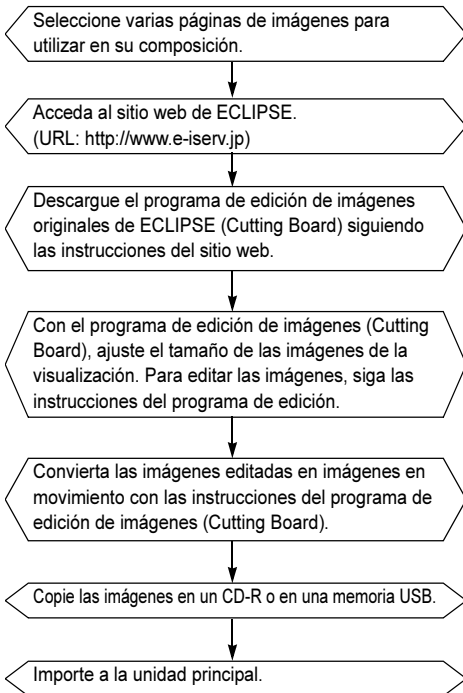 Seleccione varias páginas de imágenes para
utilizar en su composición.
Acceda al sitio web de ECLIPSE.
(URL: http://www.e-iserv.jp)
Descargue el programa de edición de imágenes
originales de ECLIPSE (Cutting Board) siguiendo
las instrucciones del sitio web.
Con el programa de edición de imágenes (Cutting
Board), ajuste el tamaño de las imágenes de la
visualización. Para editar las imágenes, siga las
instrucciones del programa de edición.
Convierta las imágenes editadas en imágenes en
movimiento con las instrucciones del programa de
edición de imágenes (Cutting Board).
Copie las imágenes en un CD-R o en una memoria USB.
Importe a la unidad principal.